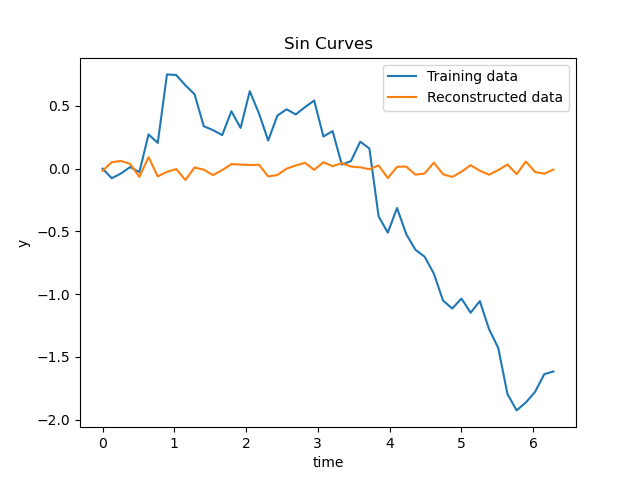 Sin Curves
Training data
Reconstructed data
0.5
0.0
−0.5
−1.0
−1.5
−2.0
y
0 1 2 3 4 5 6
time